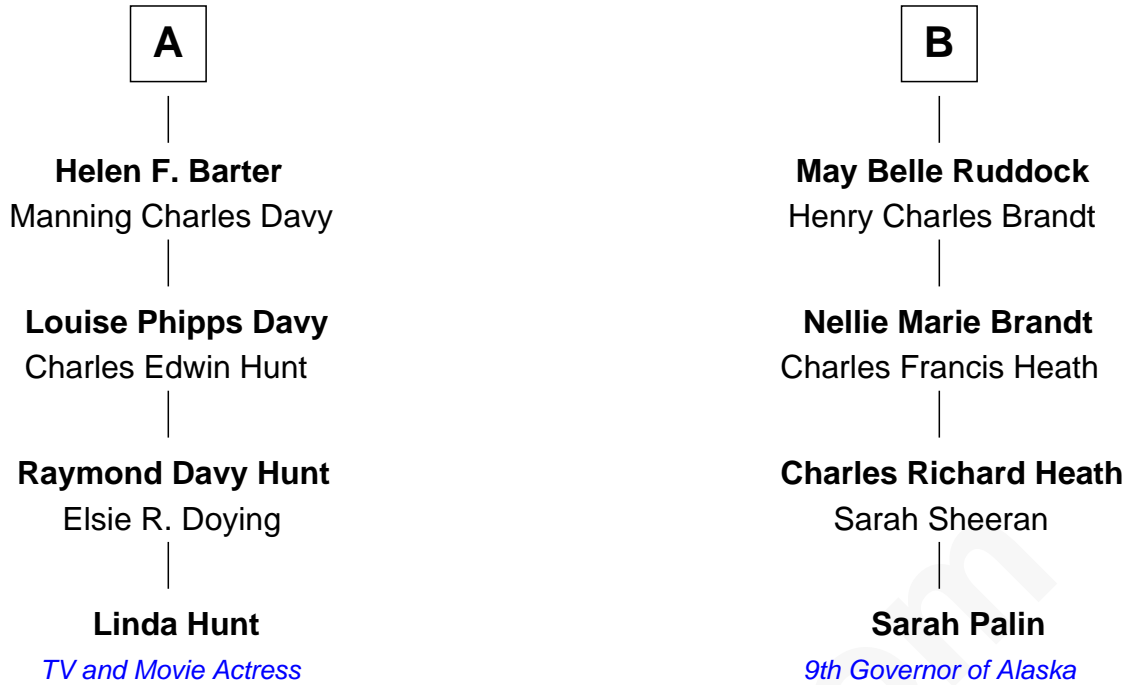 A
Helen F. Barter
Manning Charles Davy
Louise Phipps Davy
Charles Edwin Hunt
Raymond Davy Hunt
Elsie R. Doying
Linda Hunt
TV and Movie Actress
B
May Belle Ruddock
Henry Charles Brandt
Nellie Marie Brandt
Charles Francis Heath
Charles Richard Heath
Sarah Sheeran
Sarah Palin
9th Governor of Alaska